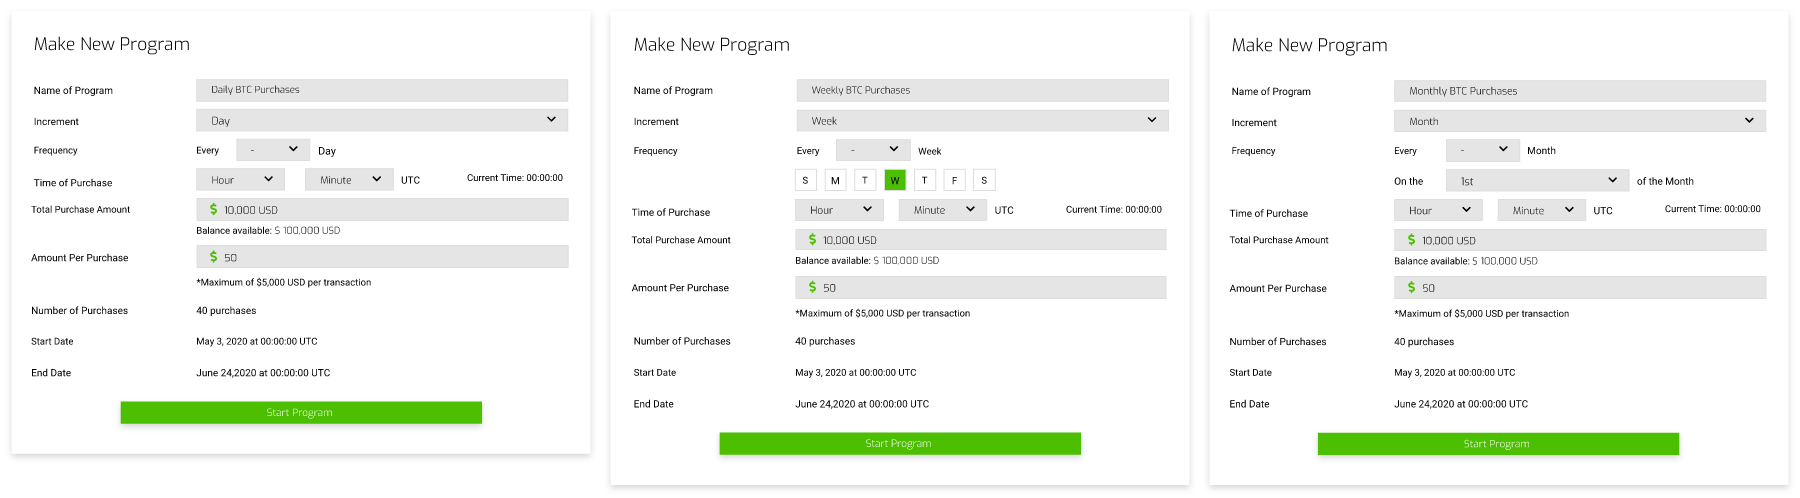 Make New Program
Name of Program Daily BTC Purchases
Increment Day
Frequency Every - Day
Time of Purchase Hour Minute UTC Current Time: 00:00:00
Total Purchase Amount $ 10,000 USD
Balance available: $ 100,000 USD
Amount Per Purchase $ 50
*Maximum of $5,000 USD per transaction
Number of Purchases 40 purchases
Start Date May 3, 2020 at 00:00:00 UTC
End Date June 24,2020 at 00:00:00 UTC
Start Program
Make New Program
Name of Program Weekly BTC Purchases
Increment Week
Frequency Every - Week
S M T W T F S
Time of Purchase Hour Minute UTC Current Time: 00:00:00
Total Purchase Amount $ 10,000 USD
Balance available: $ 100,000 USD
Amount Per Purchase $ 50
*Maximum of $5,000 USD per transaction
Number of Purchases 40 purchases
Start Date May 3, 2020 at 00:00:00 UTC
End Date June 24,2020 at 00:00:00 UTC
Start Program
Make New Program
Name of Program Monthly BTC Purchases
Increment Month
Frequency Every - Month
On the 1st of the Month
Time of Purchase Hour Minute UTC Current Time: 00:00:00
Total Purchase Amount $ 10,000 USD
Balance available: $ 100,000 USD
Amount Per Purchase $ 50
*Maximum of $5,000 USD per transaction
Number of Purchases 40 purchases
Start Date May 3, 2020 at 00:00:00 UTC
End Date June 24,2020 at 00:00:00 UTC
Start Program